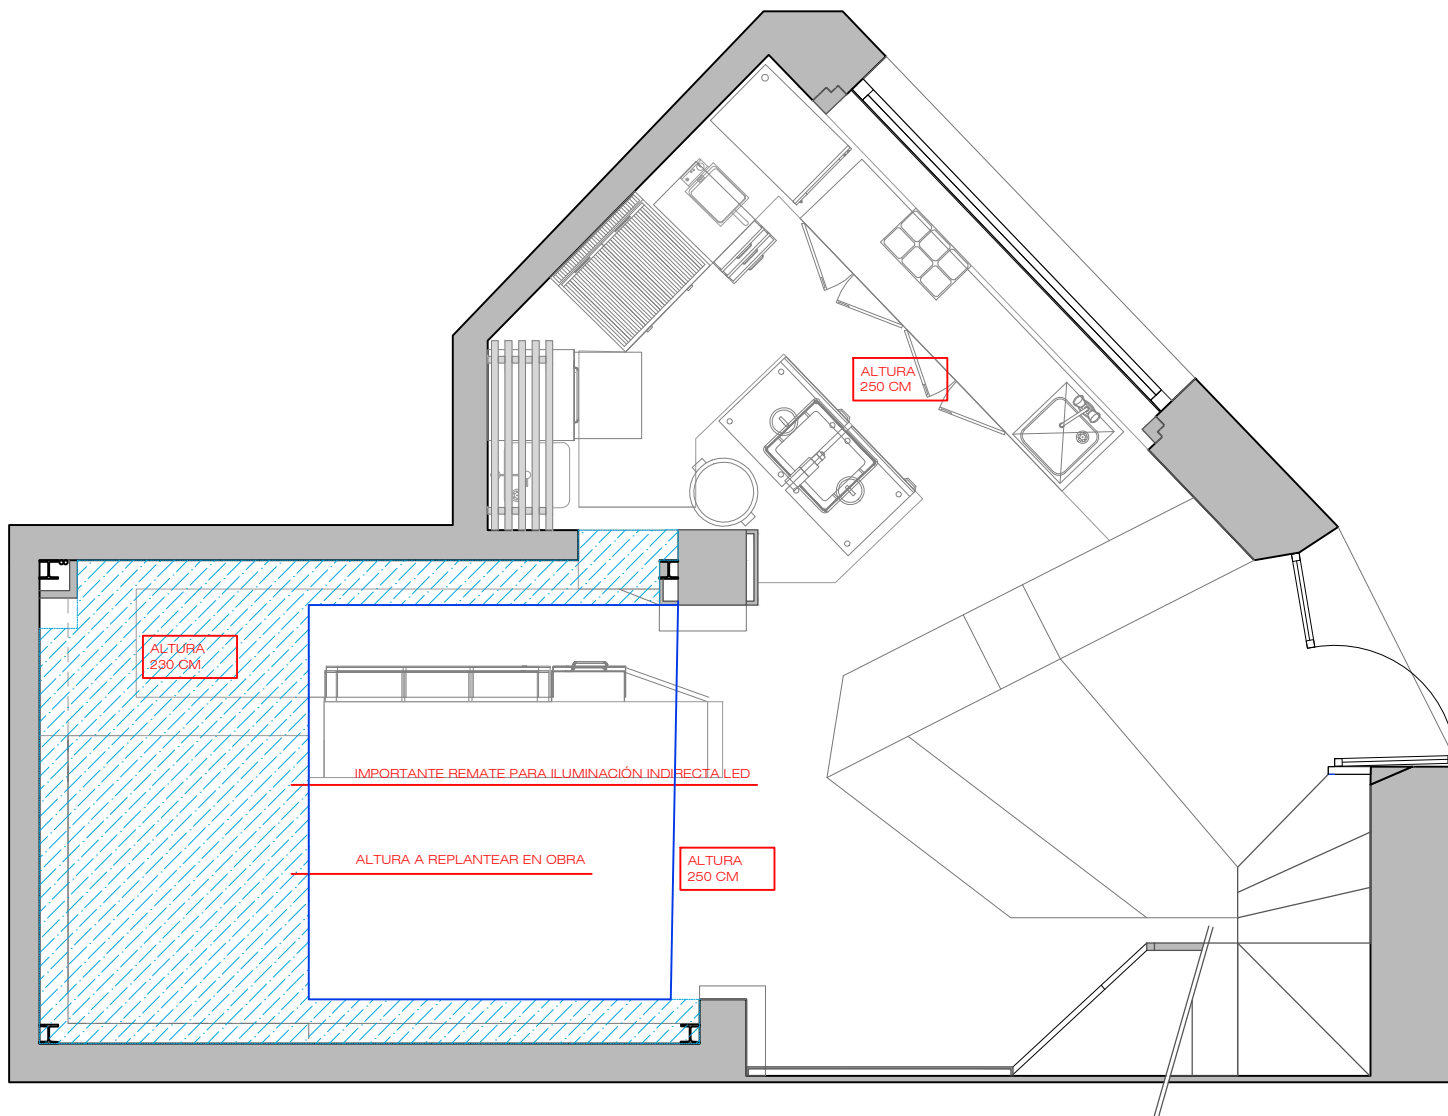 ALTURA
250 CM
ALTURA
230 CM
IMPORTANTE REMATE PARA ILUMINACIÓN INDIRECTA LED
ALTURA A REPLANTEAR EN OBRA
ALTURA
250 CM